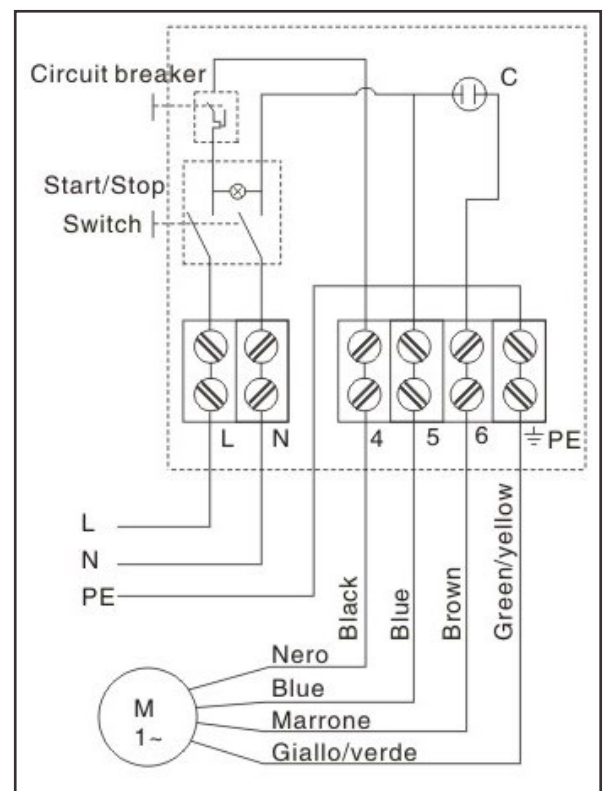 Circuit breaker
C
Start/Stop
Switch
L N 4 5 6 PE
L
N
PE
Black
Blue
Brown
Green/yellow
Nero
Blue
Marrone
Giallo/verde
M
1~